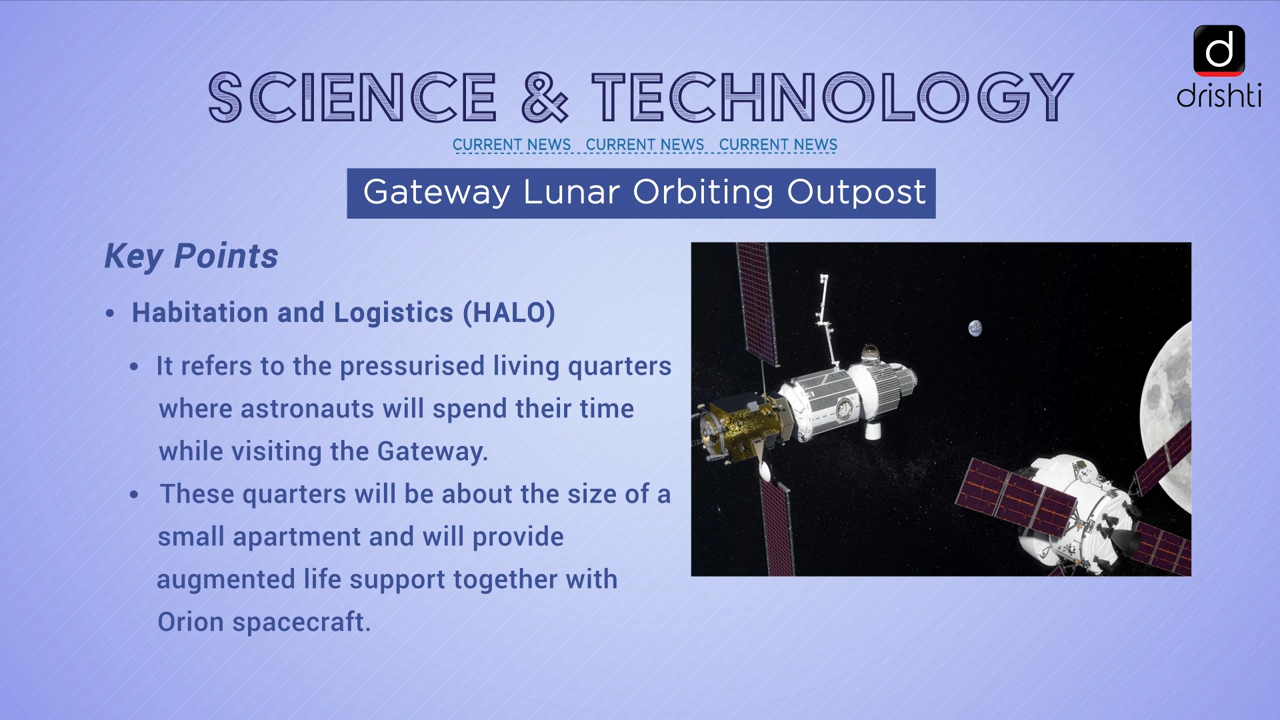 d
drishti
SCIENCE & TECHNOLOGY
CURRENT NEWS CURRENT NEWS CURRENT NEWS
Gateway Lunar Orbiting Outpost
Key Points
• Habitation and Logistics (HALO)
• It refers to the pressurised living quarters
where astronauts will spend their time
while visiting the Gateway.
• These quarters will be about the size of a
small apartment and will provide
augmented life support together with
Orion spacecraft.